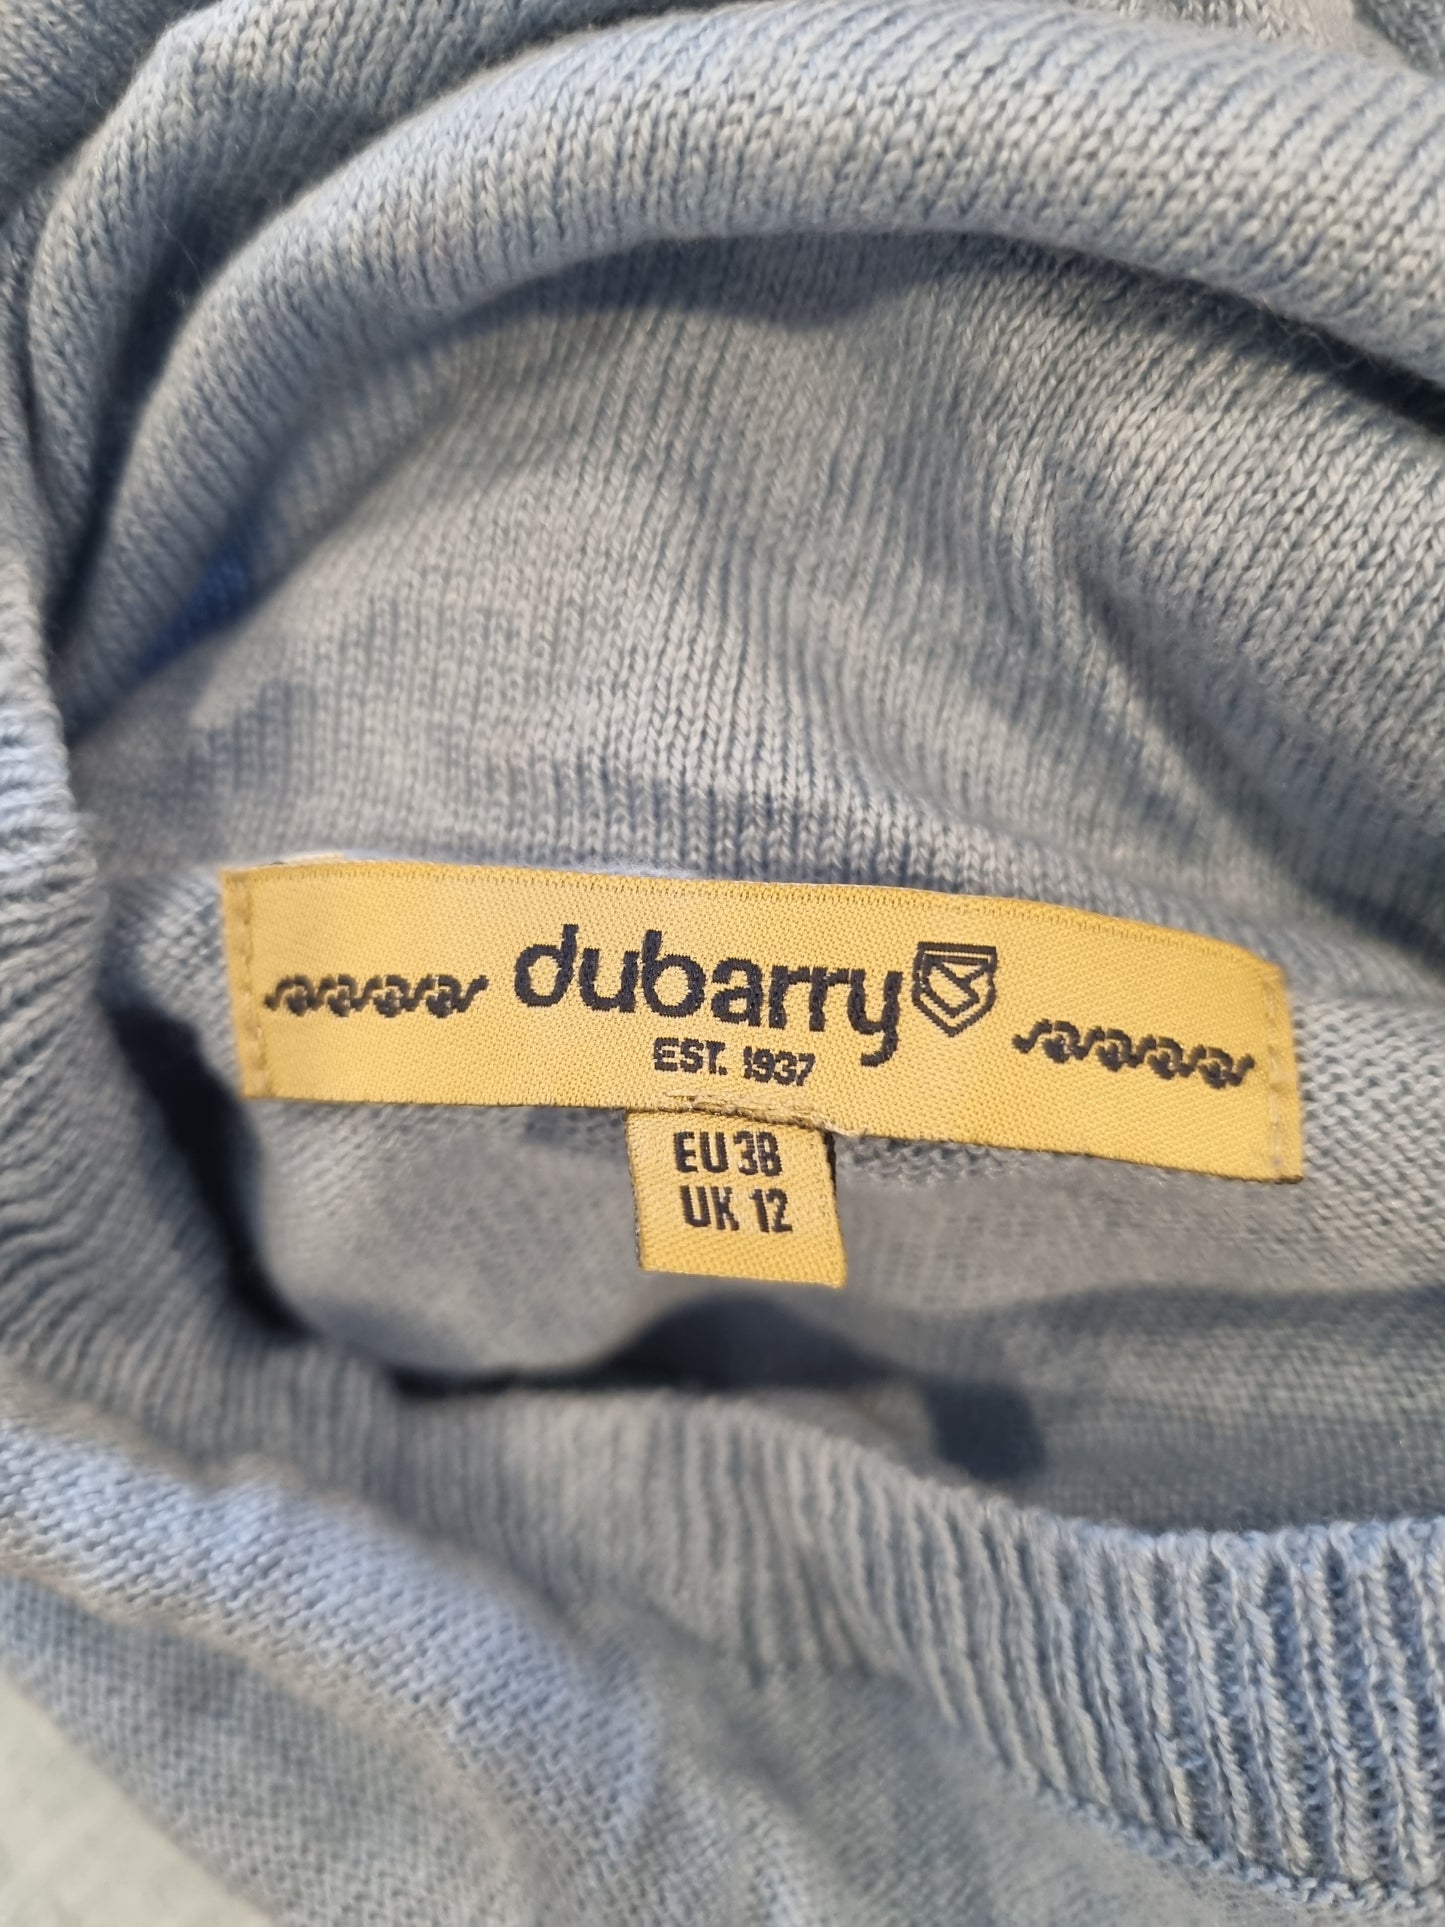 dubarry
EST. 1937
EU 38
UK 12